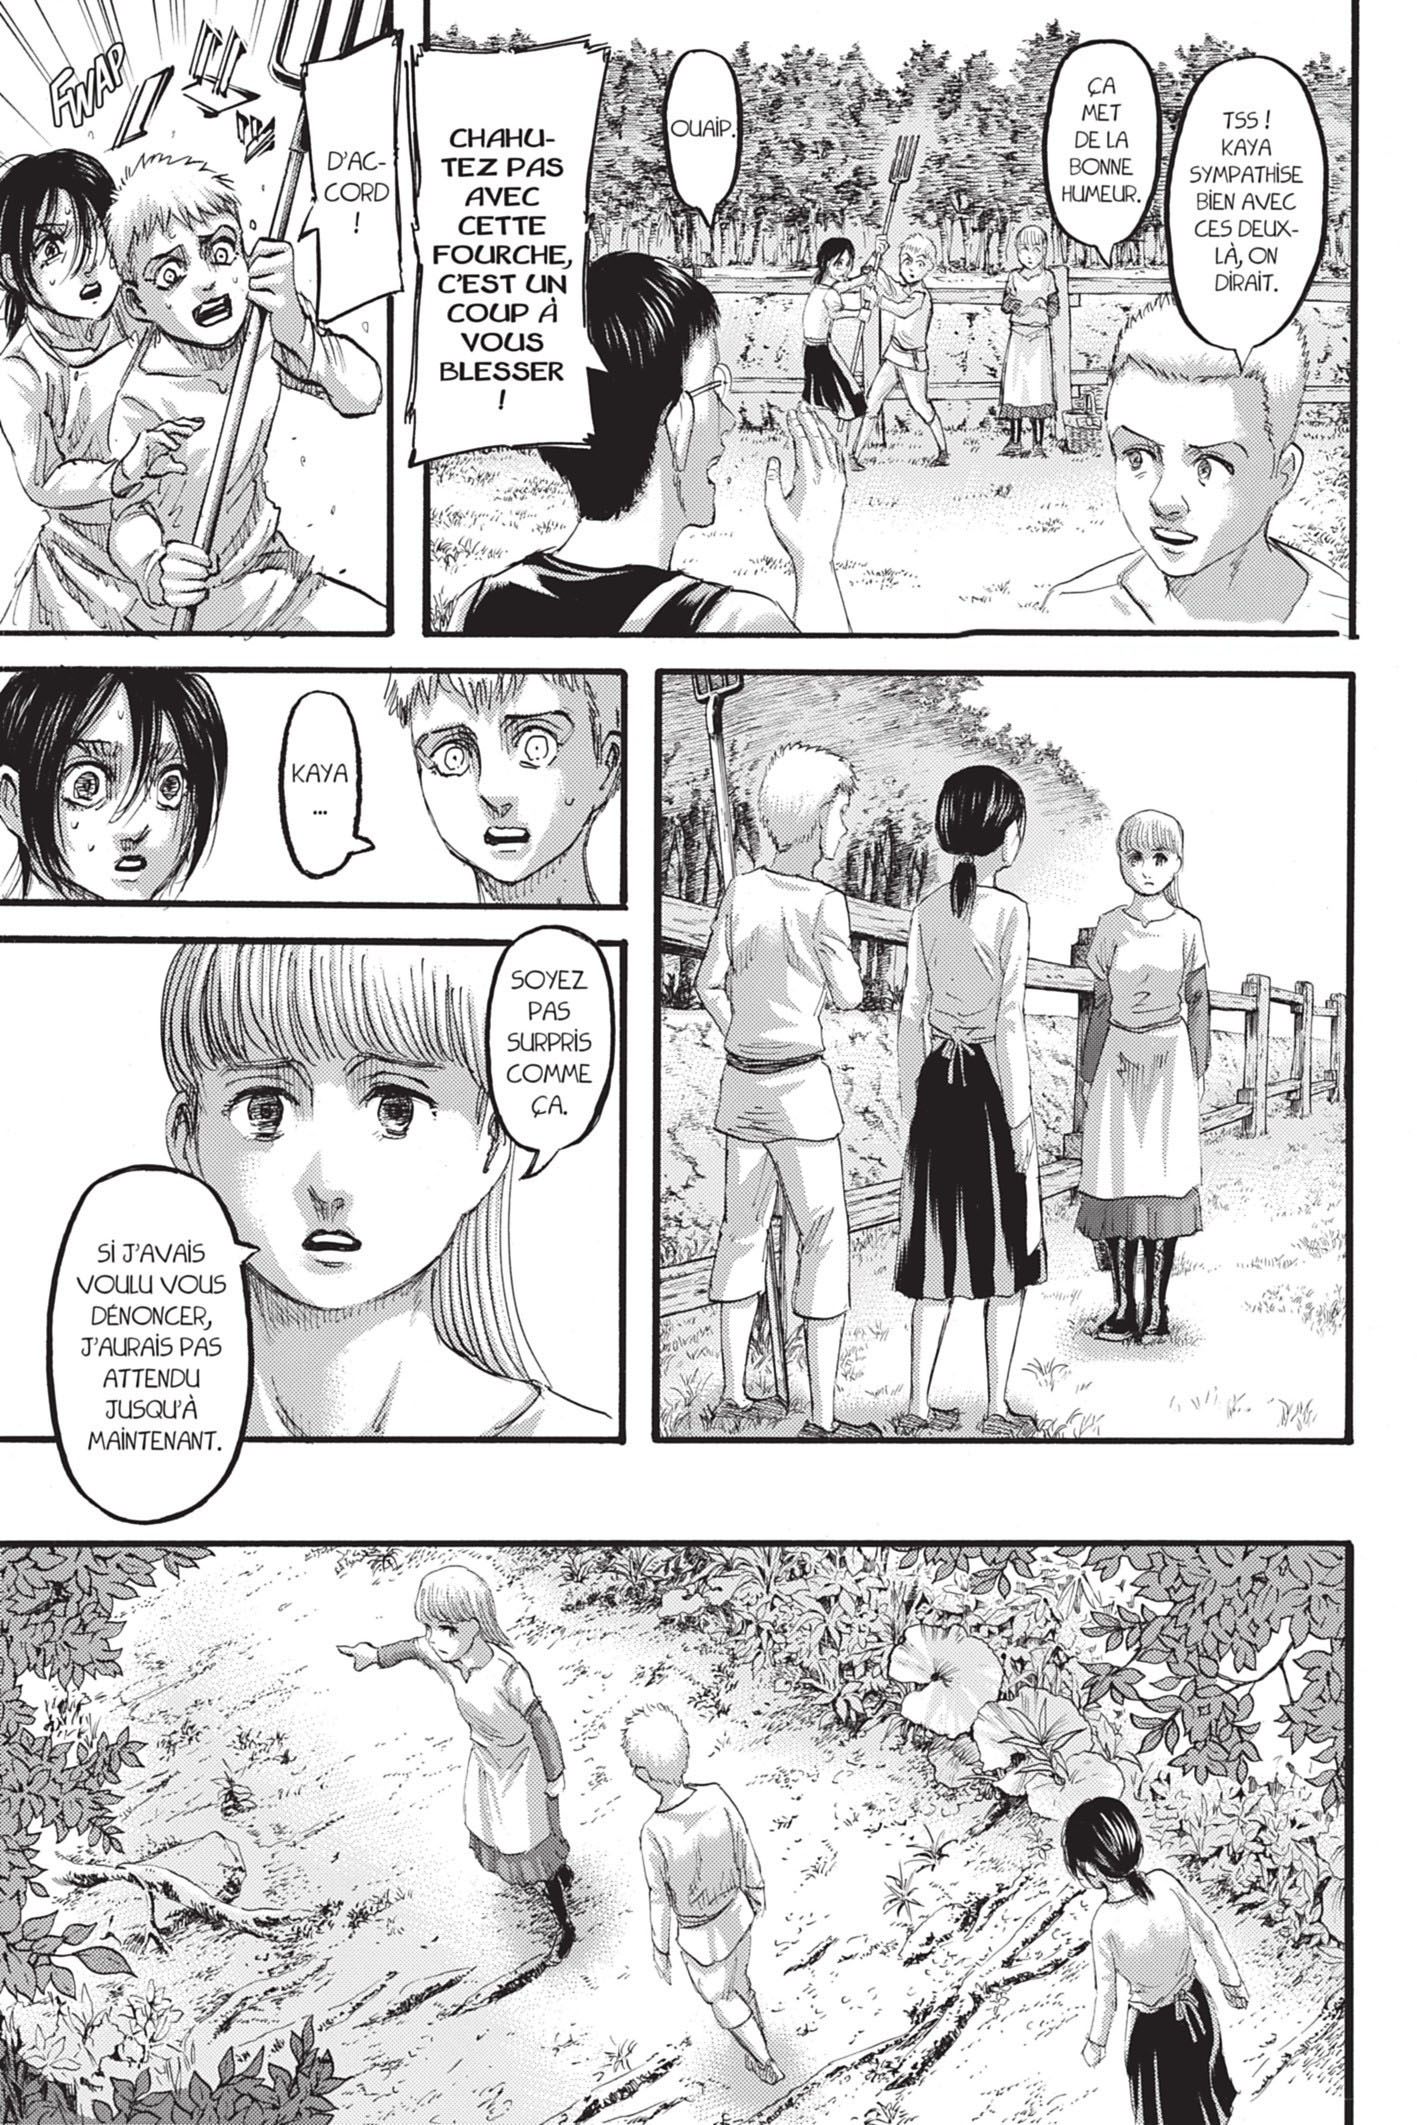 TSS !
KAYA
SYMPATHISE
BIEN AVEC
CES DEUX-
LÀ, ON
DIRAIT.
ÇA
MET
DE LA
BONNE
HUMEUR.
OUAIP.
CHAHU-
TEZ PAS
AVEC
CETTE
FOURCHE,
C'EST UN
COUP À
VOUS
BLESSER
!
D'AC-
CORD
!
FWAP
KAYA
...
SOYEZ
PAS
SURPRIS
COMME
ÇA.
SI J'AVAIS
VOULU VOUS
DÉNONCER,
J'AURAIS PAS
ATTENDU
JUSQU'À
MAINTENANT.